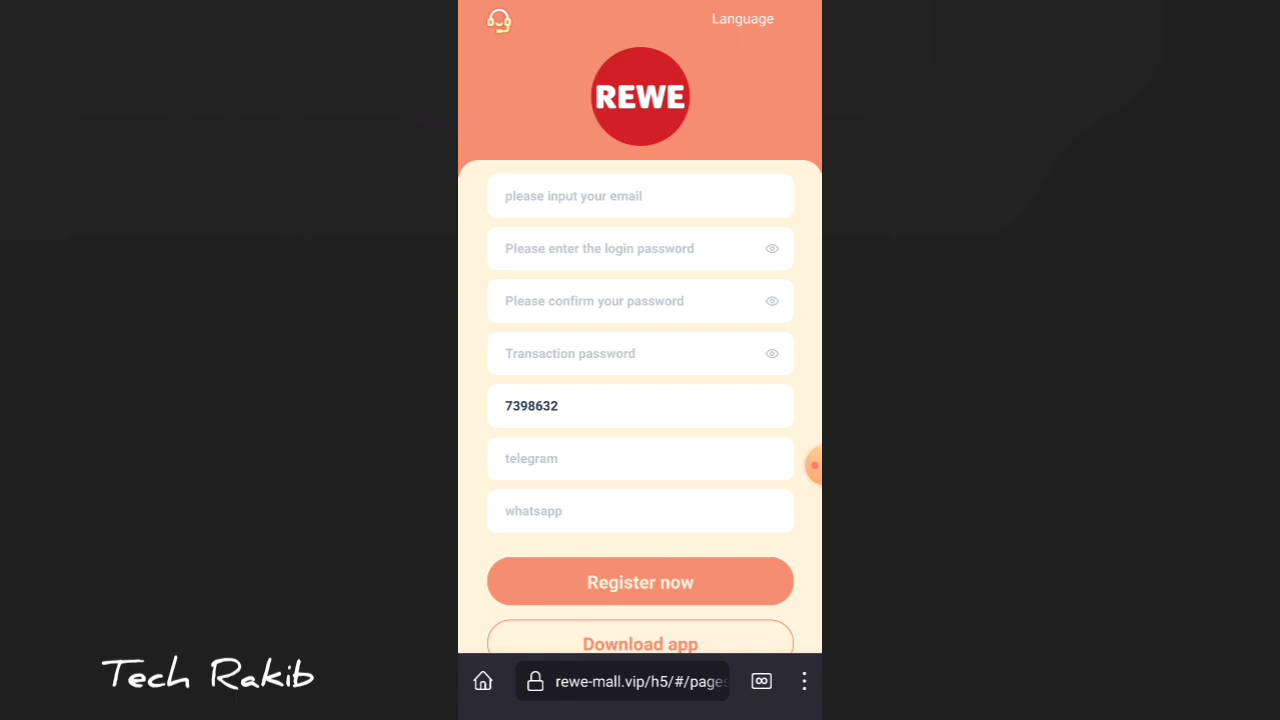 Language
REWE
please input your email
Please enter the login password
Please confirm your password
Transaction password
7398632
telegram
whatsapp
Register now
Download app
Tech Rakib
rewe-mall.vip/h5/#/pages